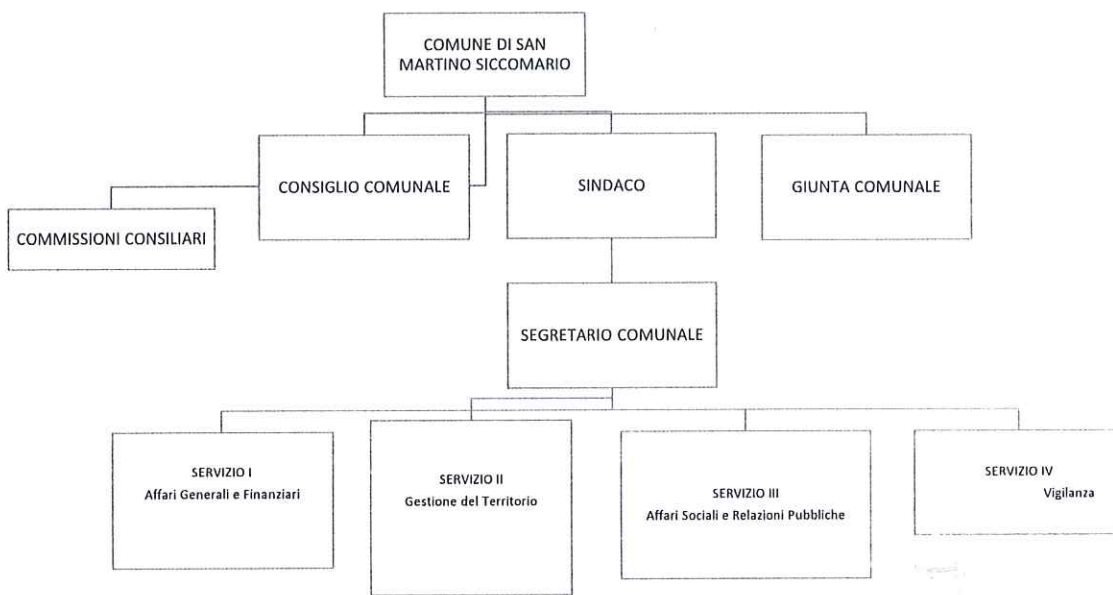 COMUNE DI SAN
MARTINO SICCOMARIO
CONSIGLIO COMUNALE
SINDACO
GIUNTA COMUNALE
COMMISSIONI CONSILIARI
SEGRETARIO COMUNALE
SERVIZIO I
Affari Generali e Finanziari
SERVIZIO II
Gestione del Territorio
SERVIZIO III
Affari Sociali e Relazioni Pubbliche
SERVIZIO IV
Vigilanza